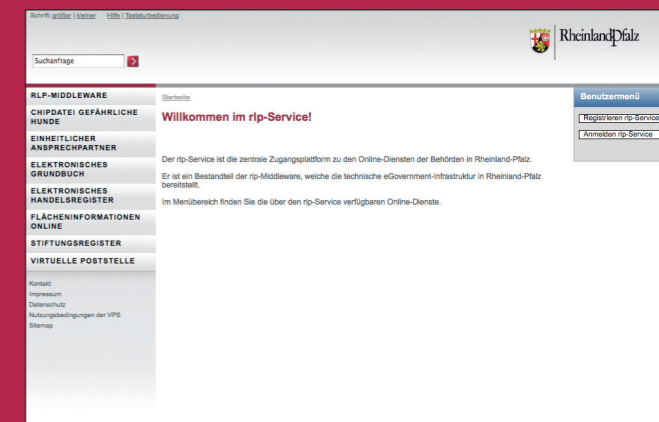 Schrift: größer | kleiner Hilfe | Tastaturbedienung
RheinlandPfalz
Suchanfrage
RLP-MIDDLEWARE
CHIPDATEI GEFÄHRLICHE
HUNDE
EINHEITLICHER
ANSPRECHPARTNER
ELEKTRONISCHES
GRUNDBUCH
ELEKTRONISCHES
HANDELSREGISTER
FLÄCHENINFORMATIONEN
ONLINE
STIFTUNGSREGISTER
VIRTUELLE POSTSTELLE
Kontakt
Impressum
Datenschutz
Nutzungsbedingungen der VPS
Sitemap
Startseite
Willkommen im rlp-Service!
Der rlp-Service ist die zentrale Zugangsplattform zu den Online-Diensten der Behörden in Rheinland-Pfalz.
Er ist ein Bestandteil der rlp-Middleware, welche die technische eGovernment-Infrastruktur in Rheinland-Pfalz
bereitstellt.
Im Menübereich finden Sie die über den rlp-Service verfügbaren Online-Dienste.
Benutzermenü
Registrieren rlp-Service
Anmelden rlp-Service